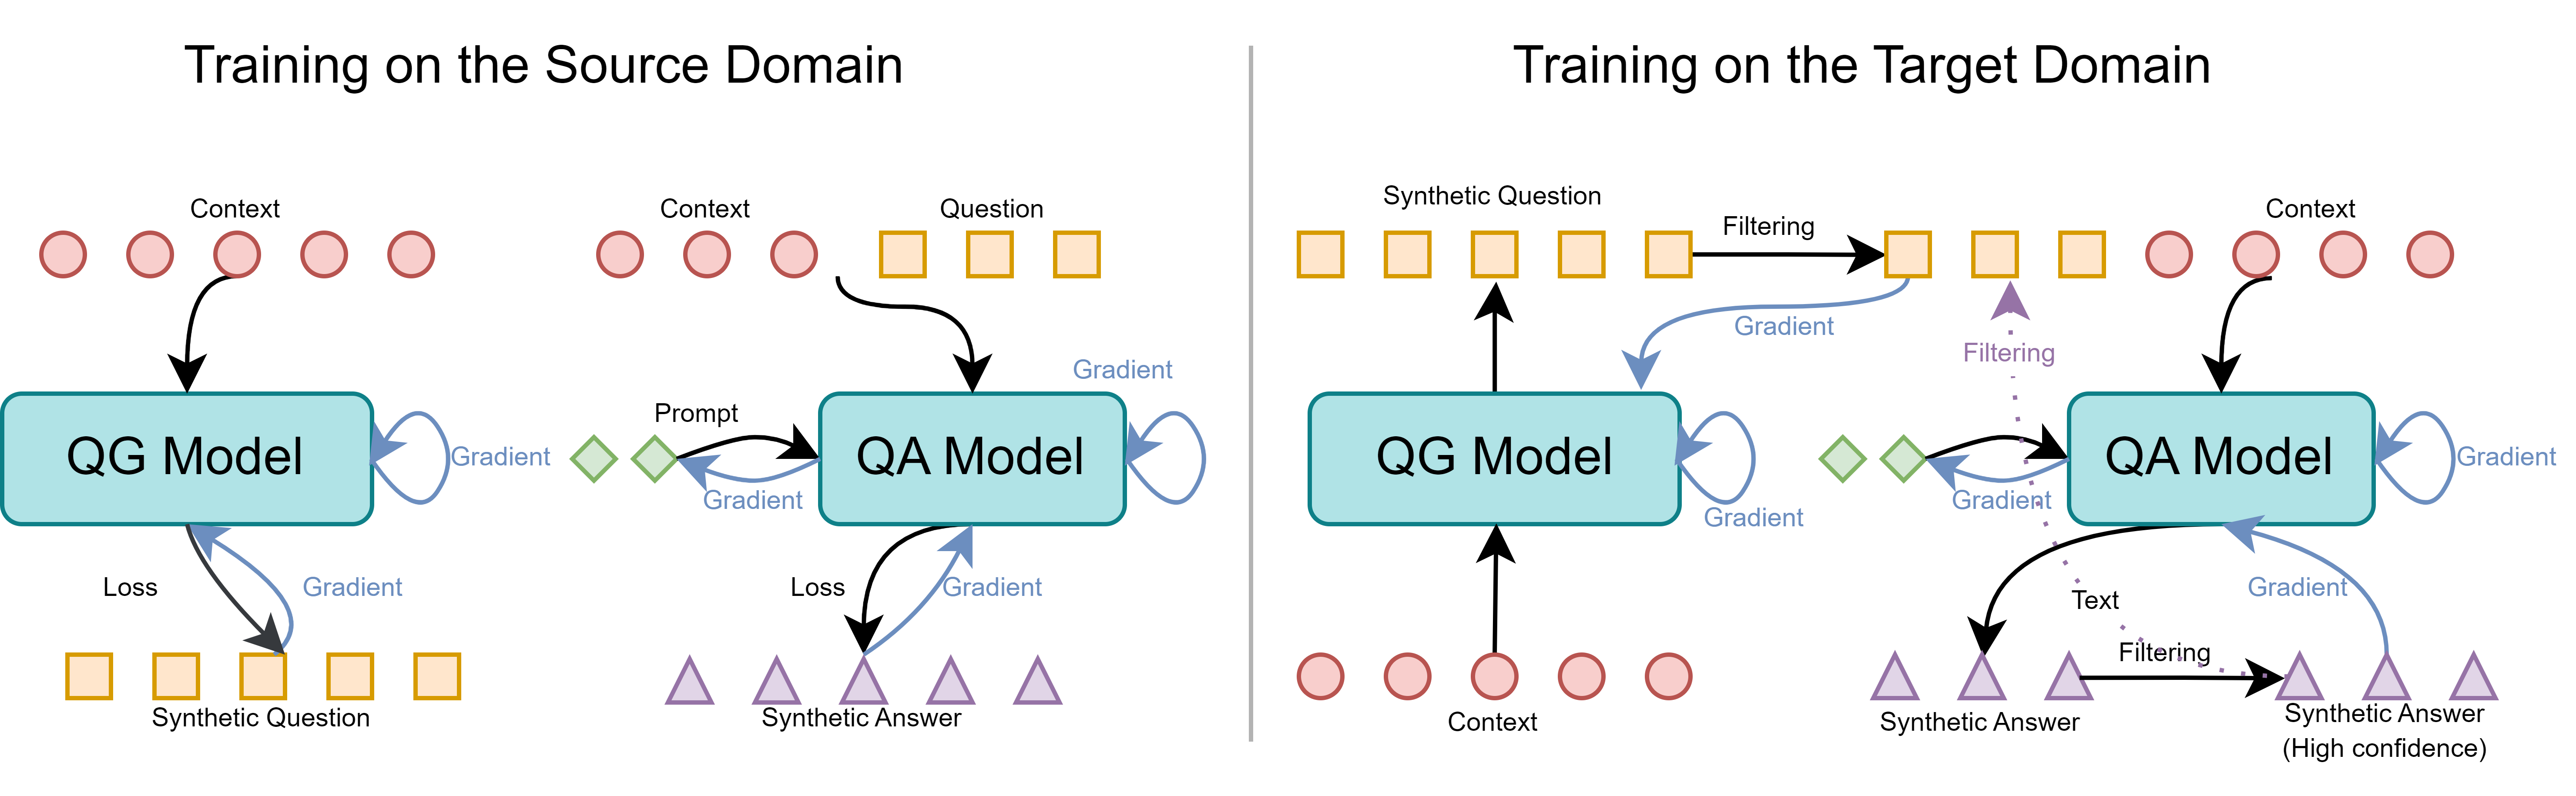 Training on the Source Domain
Context
Context
Question
Gradient
Prompt
QG Model
Gradient
QA Model
Gradient
Loss
Gradient
Loss
Gradient
Synthetic Question
Synthetic Answer
Training on the Target Domain
Synthetic Question
Filtering
Context
Gradient
Filtering
QG Model
Gradient
QA Model
Gradient
Gradient
Gradient
Text
Filtering
Context
Synthetic Answer
Synthetic Answer
(High confidence)